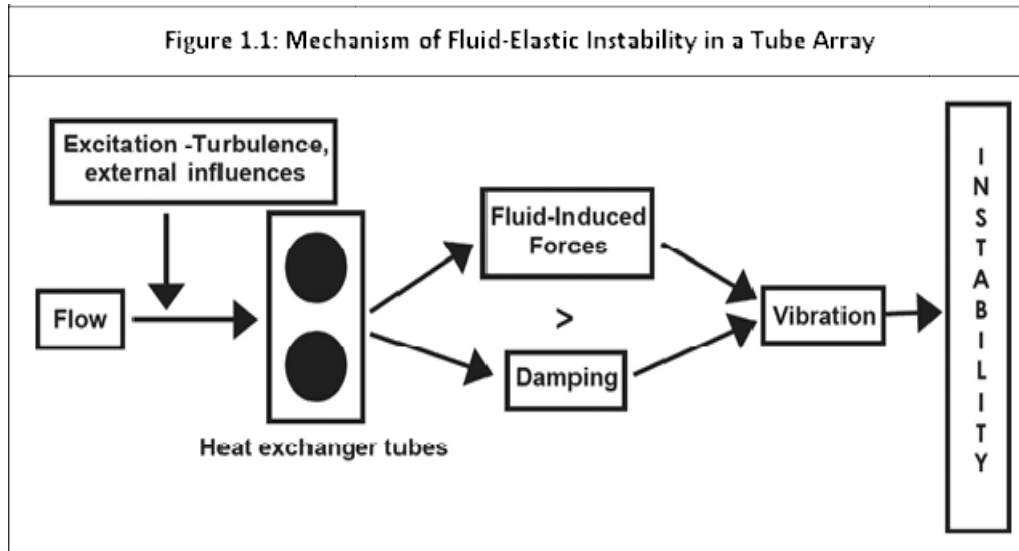 Figure 1.1: Mechanism of Fluid-Elastic Instability in a Tube Array
Excitation -Turbulence,
external influences
Flow
Heat exchanger tubes
Fluid-Induced
Forces
>
Damping
Vibration
INSTABILITY